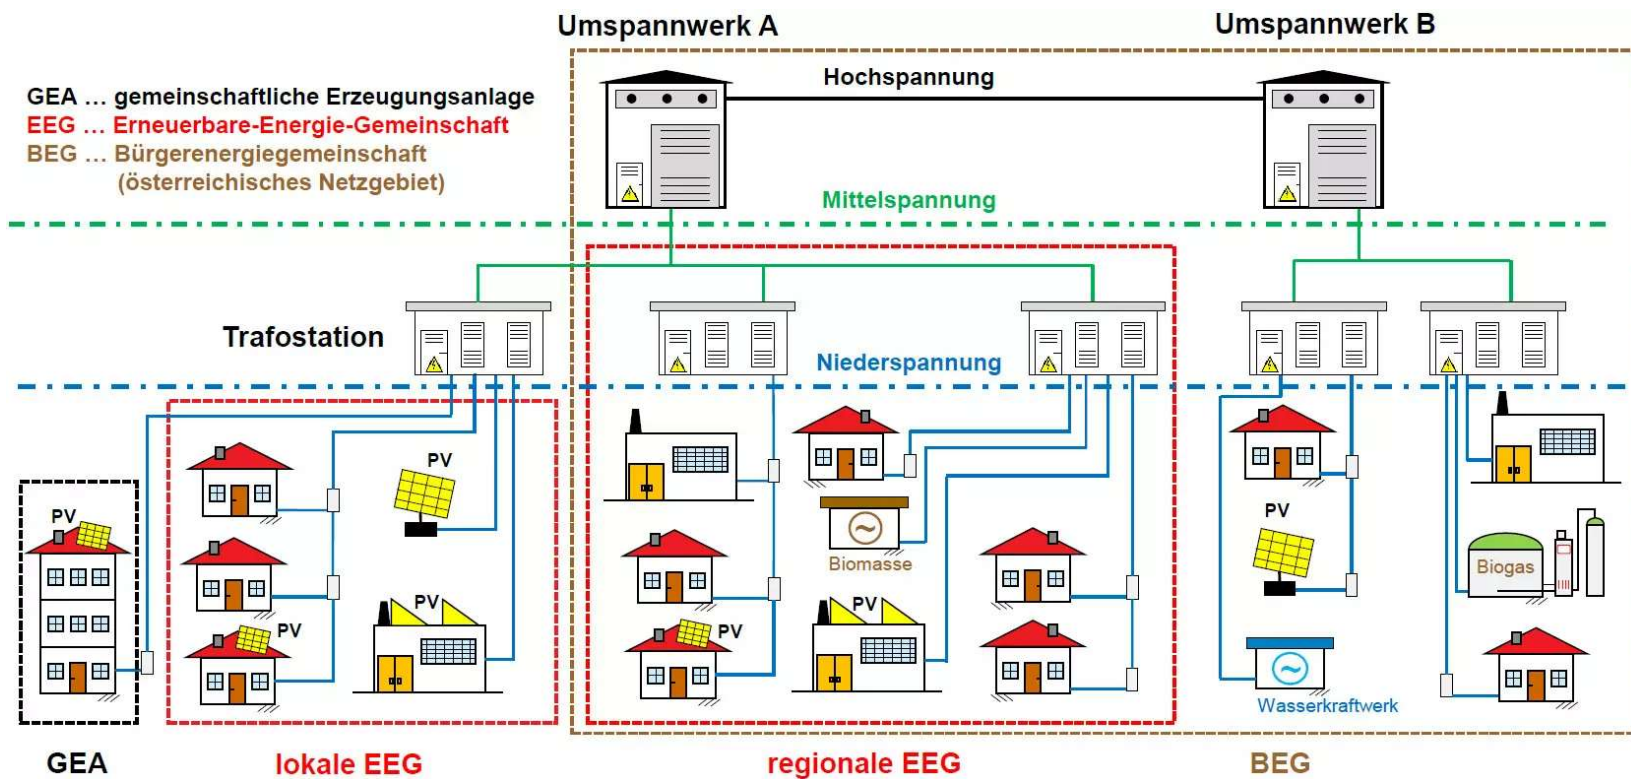 Umspannwerk A
Umspannwerk B
Hochspannung
GEA … gemeinschaftliche Erzeugungsanlage
EEG … Erneuerbare-Energie-Gemeinschaft
BEG … Bürgerenergiegemeinschaft
(österreichisches Netzgebiet)
Mittelspannung
Trafostation
Niederspannung
PV
PV
PV
PV
PV
Biomasse
PV
PV
PV
Biogas
Wasserkraftwerk
GEA
lokale EEG
regionale EEG
BEG